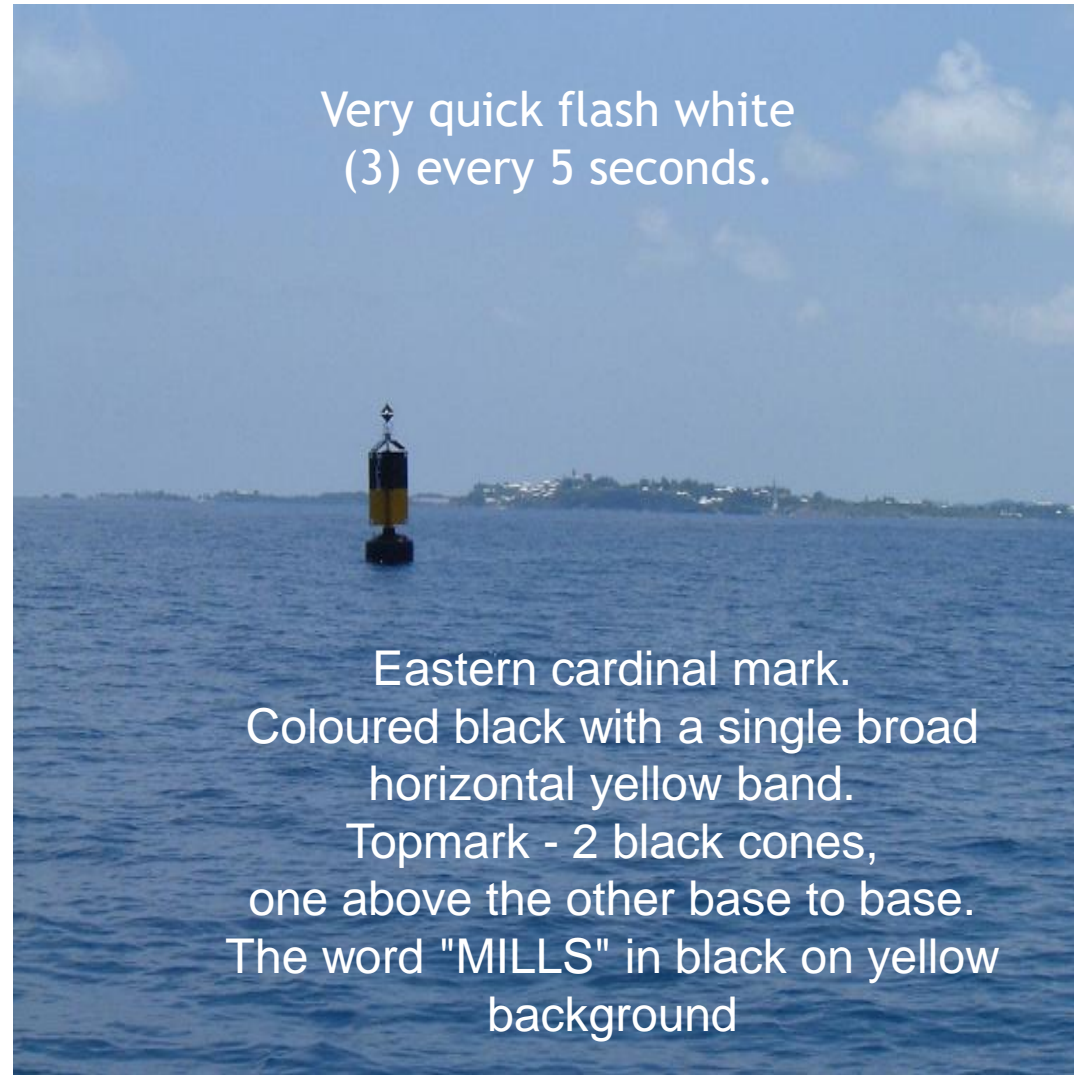 Very quick flash white
(3) every 5 seconds.
Eastern cardinal mark.
Coloured black with a single broad
horizontal yellow band.
Topmark - 2 black cones,
one above the other base to base.
The word "MILLS" in black on yellow
background